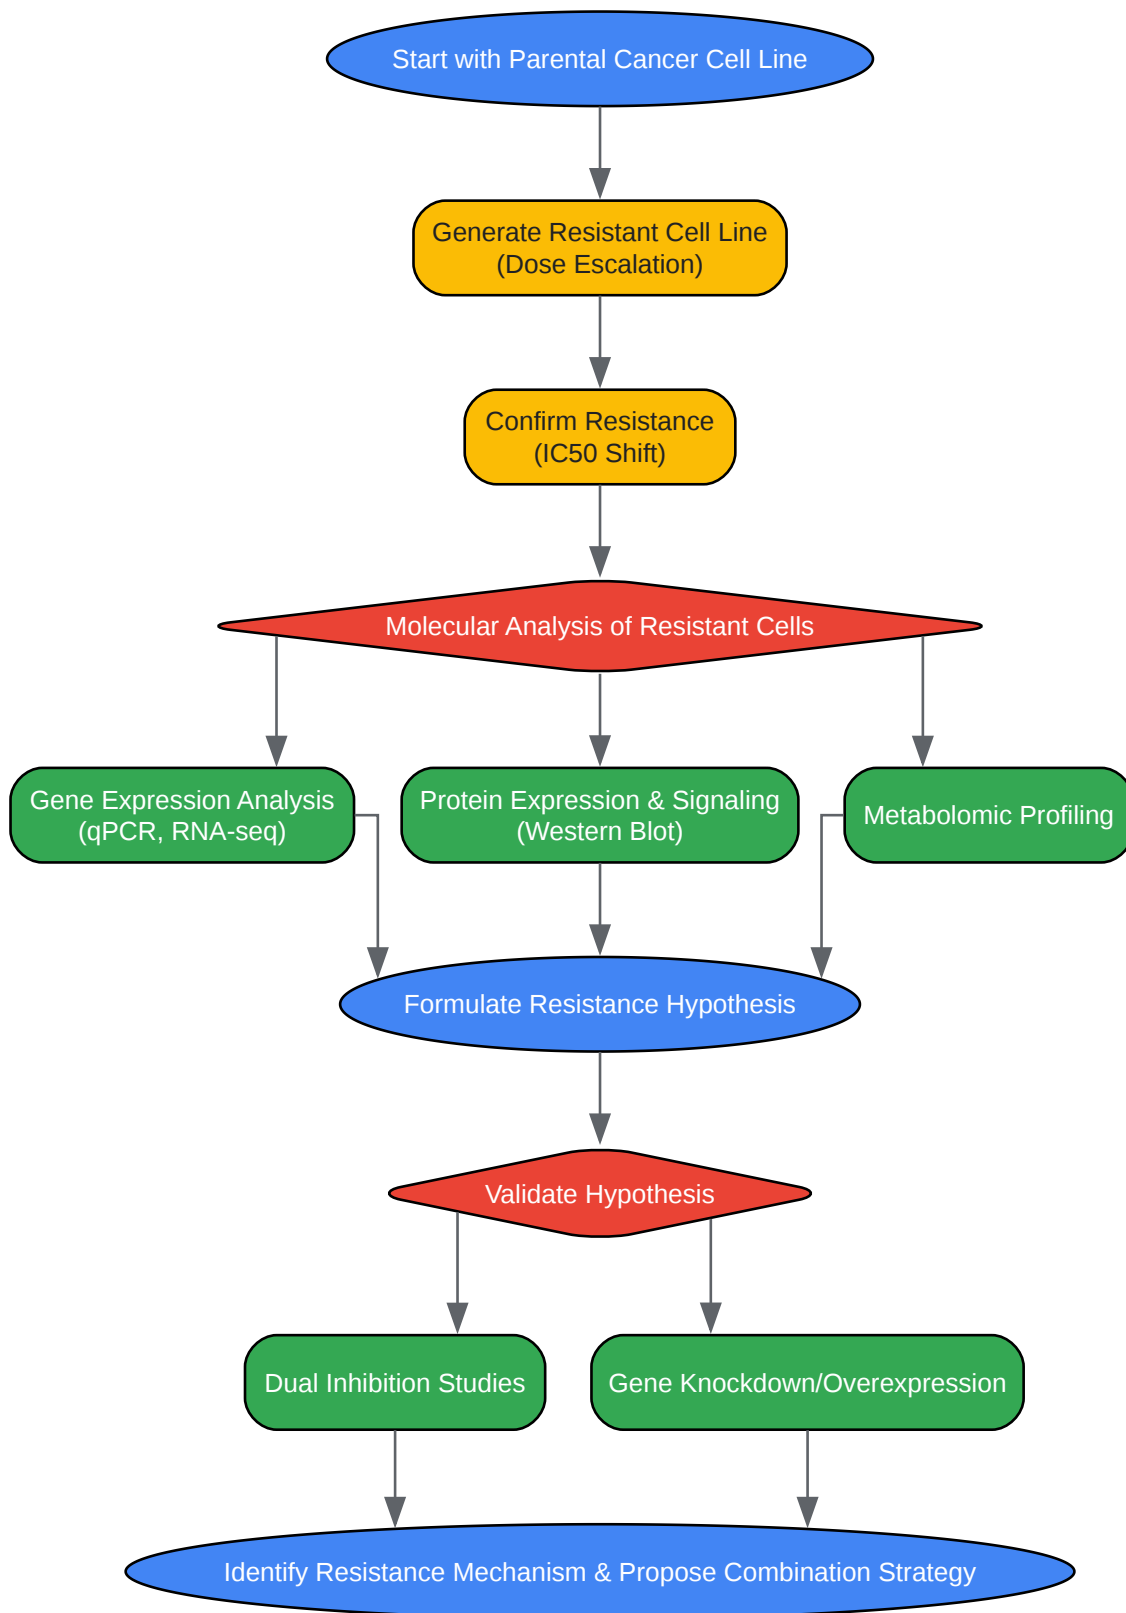 Start with Parental Cancer Cell Line
Generate Resistant Cell Line
(Dose Escalation)
Confirm Resistance
(IC50 Shift)
Molecular Analysis of Resistant Cells
Gene Expression Analysis
(qPCR, RNA-seq)
Protein Expression & Signaling
(Western Blot)
Metabolomic Profiling
Formulate Resistance Hypothesis
Validate Hypothesis
Dual Inhibition Studies
Gene Knockdown/Overexpression
Identify Resistance Mechanism & Propose Combination Strategy